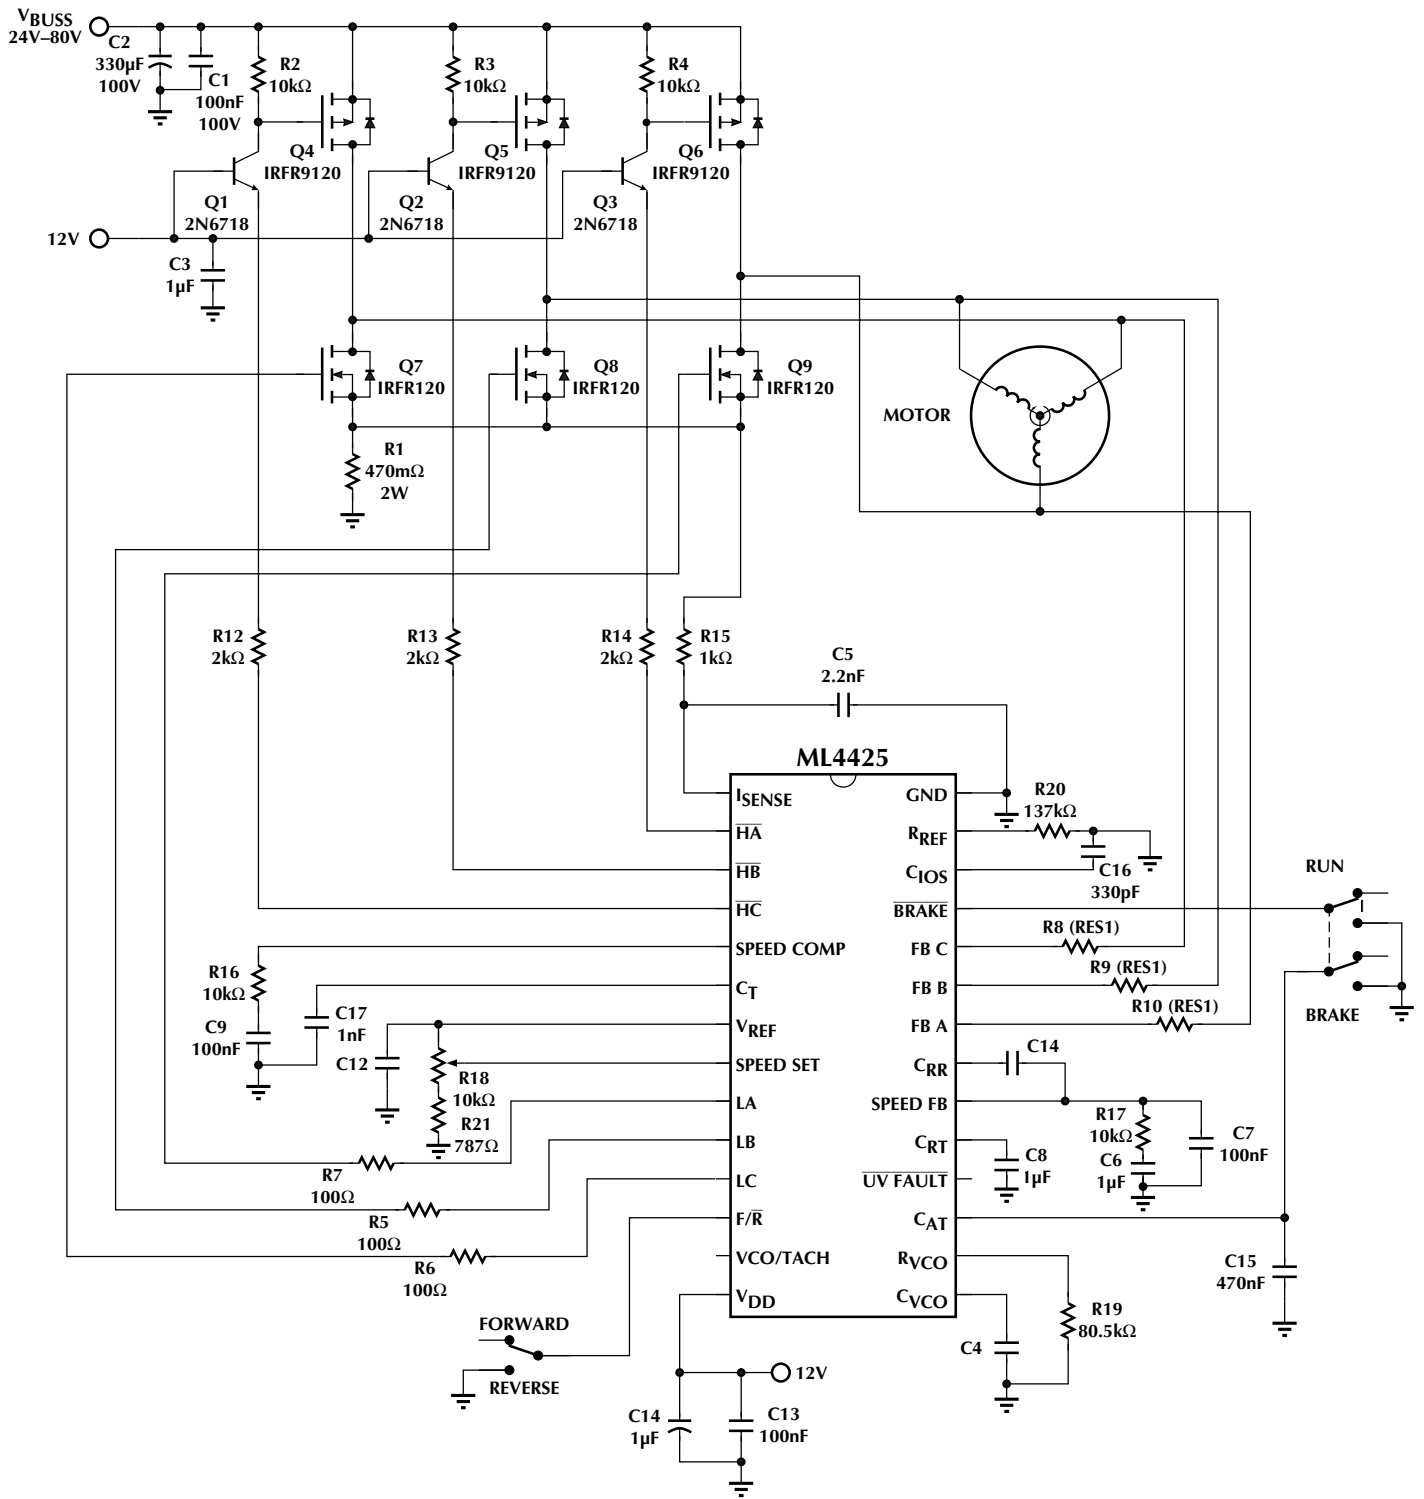 VBUSS
24V–80V
C2
330µF
100V
C1
100nF
100V
R2
10kΩ
R3
10kΩ
R4
10kΩ
Q4
IRFR9120
Q5
IRFR9120
Q6
IRFR9120
Q1
2N6718
Q2
2N6718
Q3
2N6718
12V
C3
1µF
Q7
IRFR120
Q8
IRFR120
Q9
IRFR120
MOTOR
R1
470mΩ
2W
R12
2kΩ
R13
2kΩ
R14
2kΩ
R15
1kΩ
C5
2.2nF
ML4425
ISENSE
HA
HB
HC
SPEED COMP
CT
VREF
SPEED SET
LA
LB
LC
F/R
VCO/TACH
VDD
GND
RREF
CIOS
BRAKE
FB C
FB B
FB A
CRR
SPEED FB
CRT
UV FAULT
CAT
RVCO
CVCO
R20
137kΩ
C16
330pF
RUN
BRAKE
R8 (RES1)
R9 (RES1)
R10 (RES1)
R16
10kΩ
C9
100nF
C17
1nF
C12
R18
10kΩ
R21
787Ω
C14
R17
10kΩ
C7
100nF
C6
1µF
C8
1µF
R7
100Ω
R5
100Ω
R6
100Ω
C15
470nF
R19
80.5kΩ
C4
FORWARD
REVERSE
12V
C14
1µF
C13
100nF